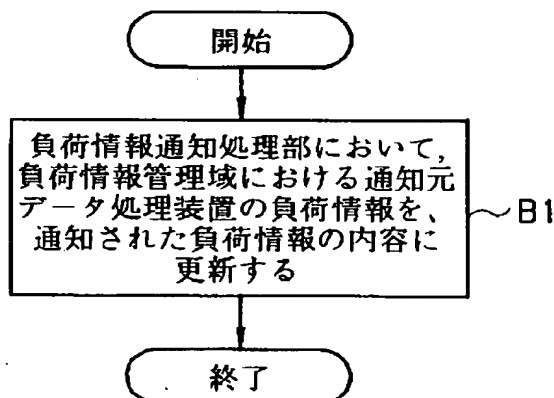 開始
負荷情報通知処理部において,
負荷情報管理域における通知元
データ処理装置の負荷情報を、
通知された負荷情報の内容に
更新する
B1
終了